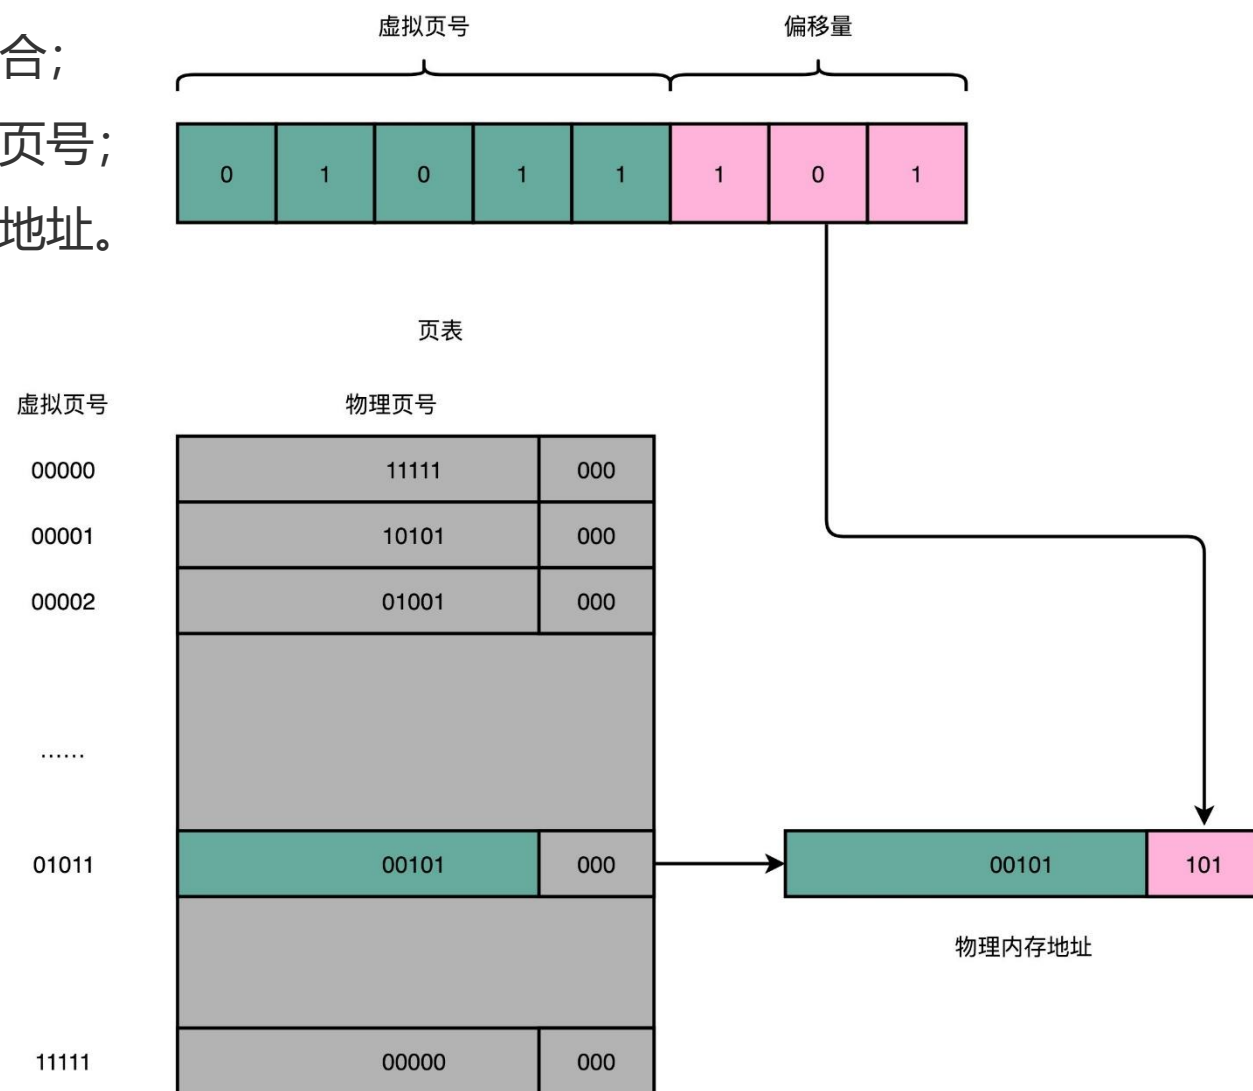 合；
页号；
地址。
虚拟页号 偏移量
0 1 0 1 1 1 0 1
页表
虚拟页号 物理页号
00000 11111 000
00001 10101 000
00002 01001 000
......
01011 00101 000 00101 101
物理内存地址
11111 00000 000